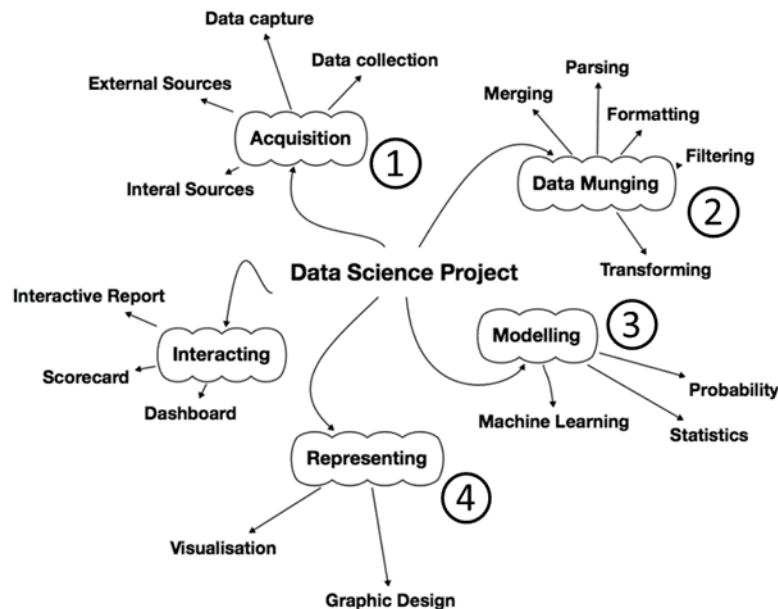 Data capture
Data collection
External Sources
Acquisition
1
Interal Sources
Parsing
Merging
Formatting
Filtering
Data Munging
2
Transforming
Data Science Project
Interactive Report
Interacting
Scorecard
Dashboard
3
Modelling
Probability
Machine Learning
Statistics
Representing
4
Visualisation
Graphic Design